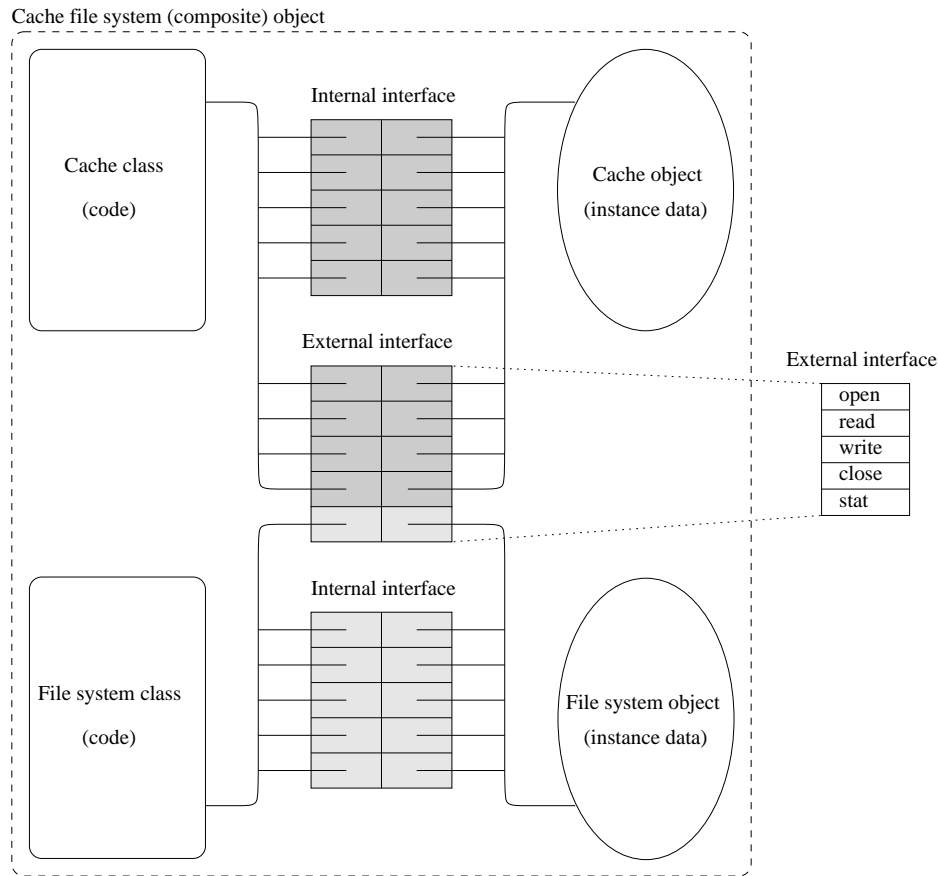 Cache file system (composite) object
Internal interface
Cache class
(code)
Cache object
(instance data)
External interface
External interface
open
read
write
close
stat
Internal interface
File system class
(code)
File system object
(instance data)